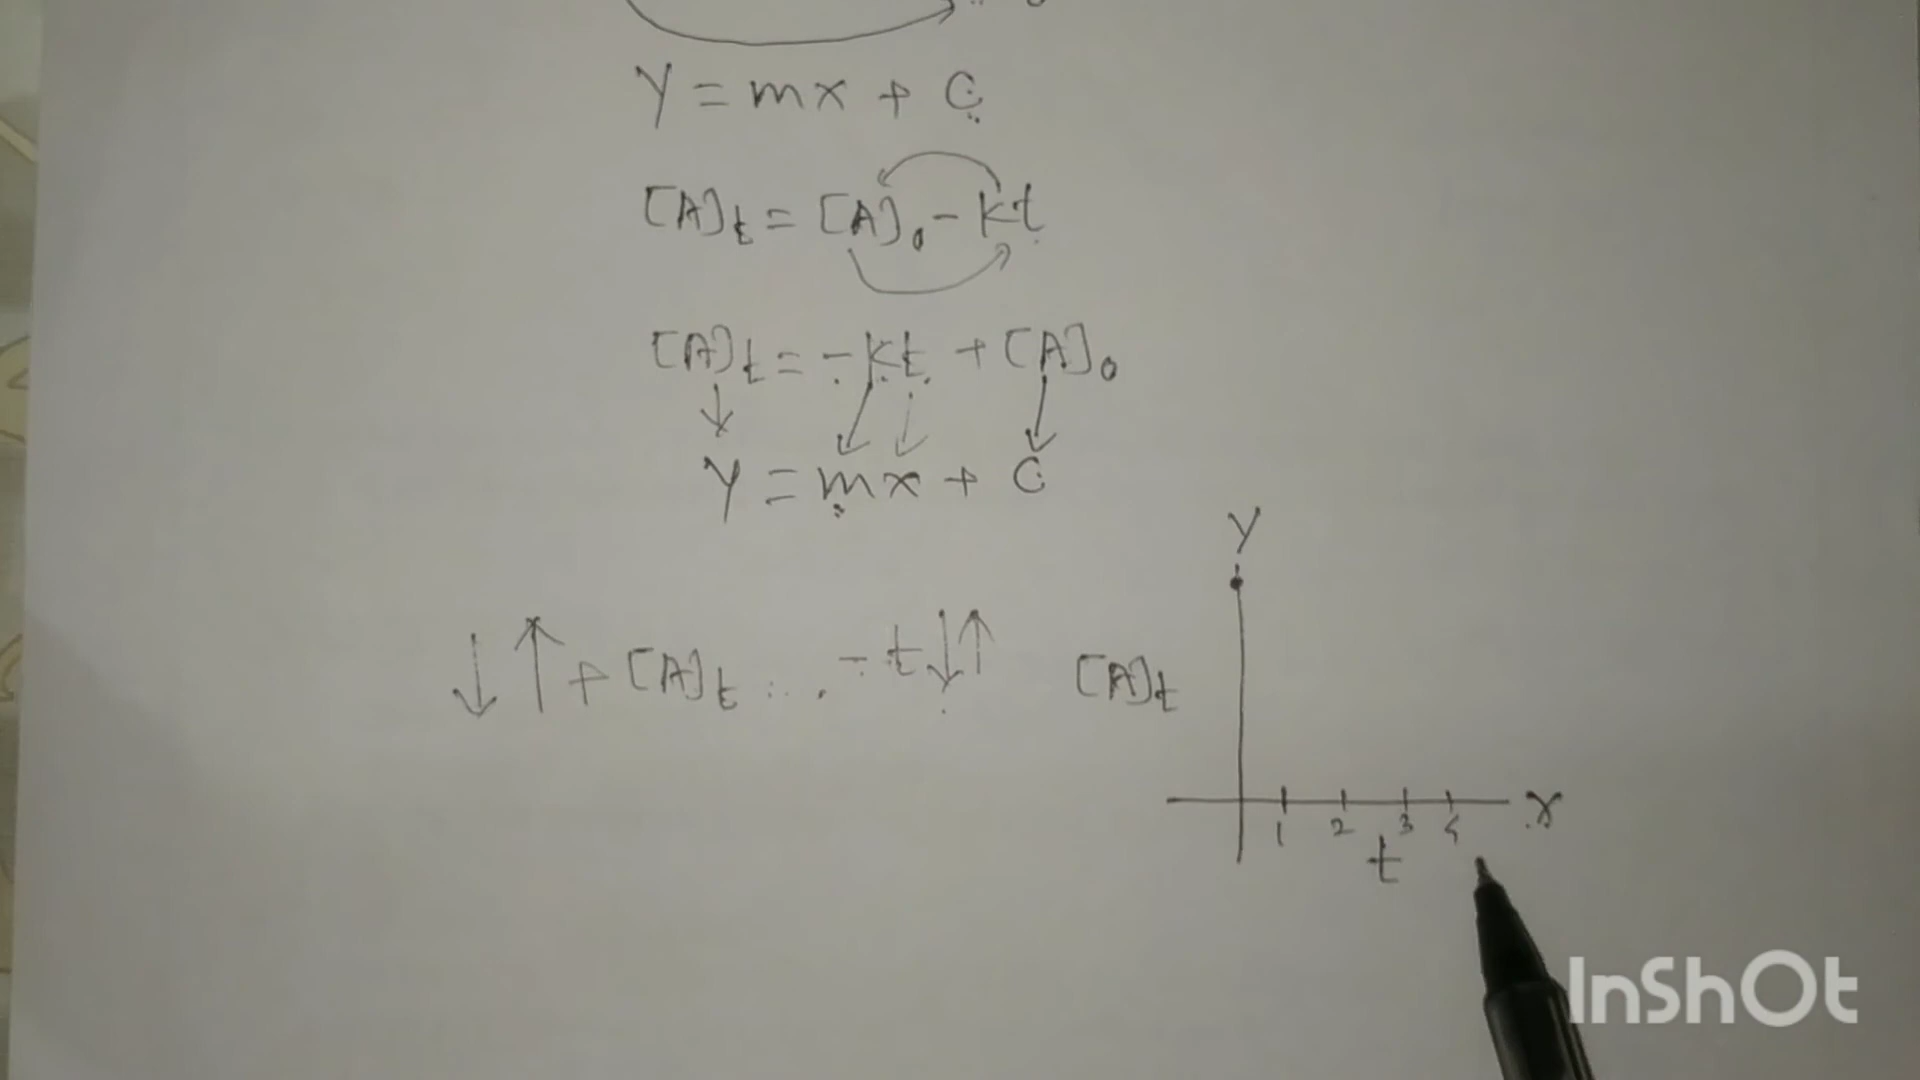 Y = mx + C
[A]t = [A]₀ - kt
[A]t = -kt + [A]₀
↓ ↓ ↓ ↓
Y = mx + C
Y
↓↑ + [A]t ... - t↓↑
[A]t
x
1 2 3 4
t
InShOt